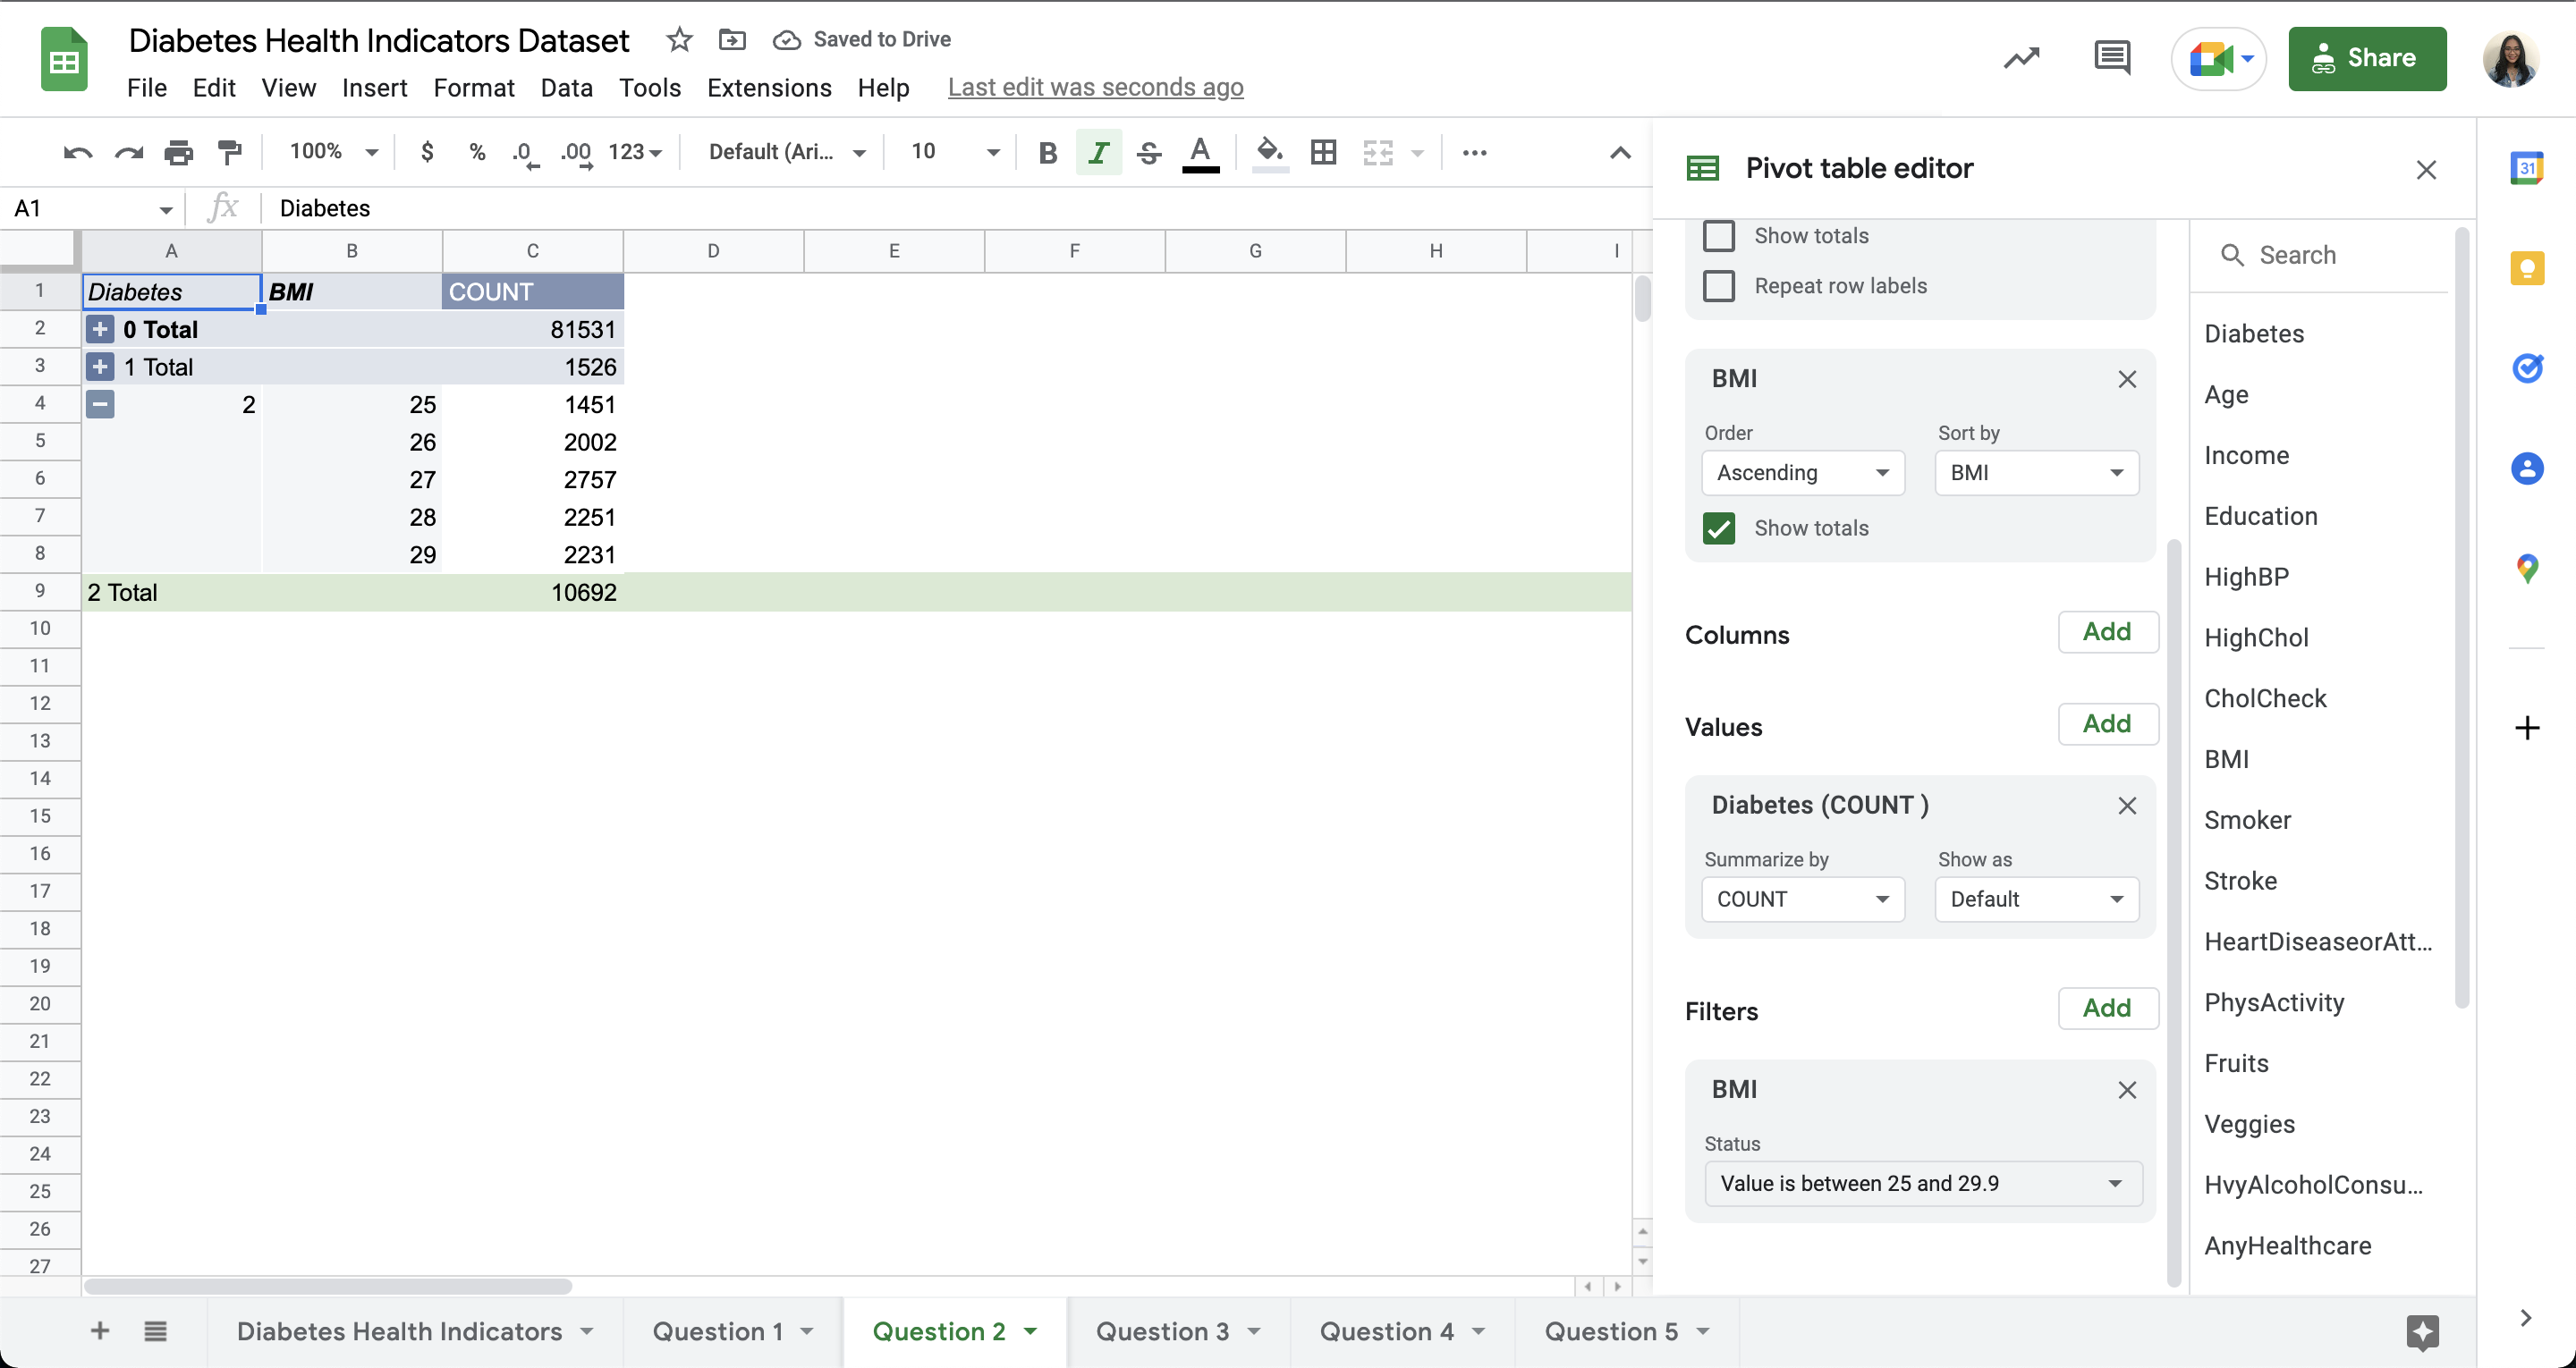 Diabetes Health Indicators Dataset Saved to Drive
File Edit View Insert Format Data Tools Extensions Help Last edit was seconds ago
Share
100% $ % .0 .00 123 Default (Ari... 10 B I S A
A1 fx Diabetes
A B C D E F G H I
1 Diabetes BMI COUNT
2 0 Total 81531
3 1 Total 1526
4 2 25 1451
5 26 2002
6 27 2757
7 28 2251
8 29 2231
9 2 Total 10692
10
11
12
13
14
15
16
17
18
19
20
21
22
23
24
25
26
27
Pivot table editor
Show totals
Repeat row labels
BMI
Order Sort by
Ascending BMI
Show totals
Columns Add
Values Add
Diabetes (COUNT )
Summarize by Show as
COUNT Default
Filters Add
BMI
Status
Value is between 25 and 29.9
Search
Diabetes
Age
Income
Education
HighBP
HighChol
CholCheck
BMI
Smoker
Stroke
HeartDiseaseorAtt...
PhysActivity
Fruits
Veggies
HvyAlcoholConsu...
AnyHealthcare
31
Diabetes Health Indicators Question 1 Question 2 Question 3 Question 4 Question 5